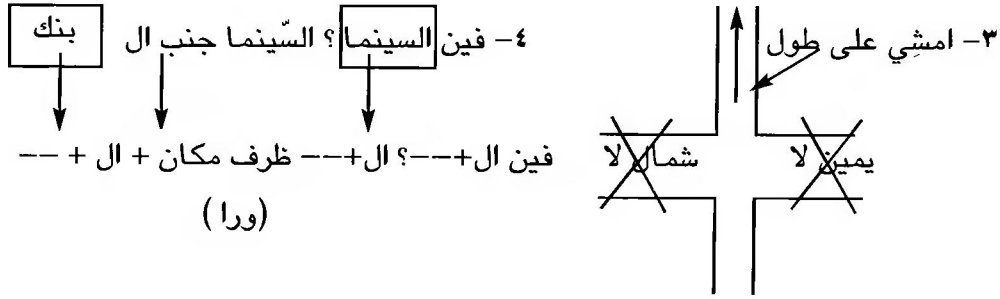 ٣- امشِي على طول
يمين لا
شمال لا
٤- فين السينما ؟ السّينما جنب ال بنك
فين ال+--؟ ال+-- ظرف مكان + ال + --
(ورا)